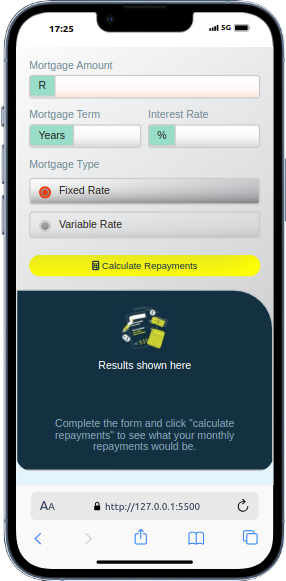 17:25
5G
Mortgage Amount
R
Mortgage Term Interest Rate
Years %
Mortgage Type
Fixed Rate
Variable Rate
Calculate Repayments
Results shown here
Complete the form and click "calculate
repayments" to see what your monthly
repayments would be.
AA http://127.0.0.1:5500